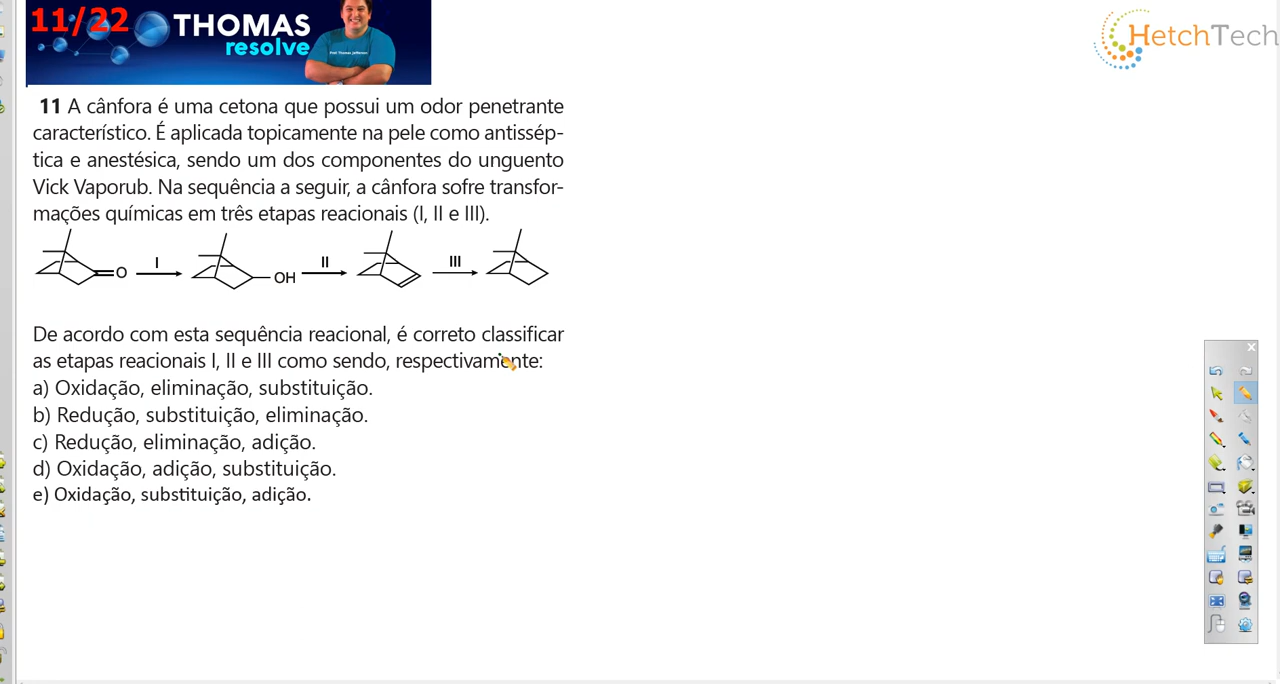 11/22
THOMAS
resolve
HetchTech
11 A cânfora é uma cetona que possui um odor penetrante
característico. É aplicada topicamente na pele como antissép-
tica e anestésica, sendo um dos componentes do unguento
Vick Vaporub. Na sequência a seguir, a cânfora sofre transfor-
mações químicas em três etapas reacionais (I, II e III).
O I OH II III
De acordo com esta sequência reacional, é correto classificar
as etapas reacionais I, II e III como sendo, respectivamente:
a) Oxidação, eliminação, substituição.
b) Redução, substituição, eliminação.
c) Redução, eliminação, adição.
d) Oxidação, adição, substituição.
e) Oxidação, substituição, adição.